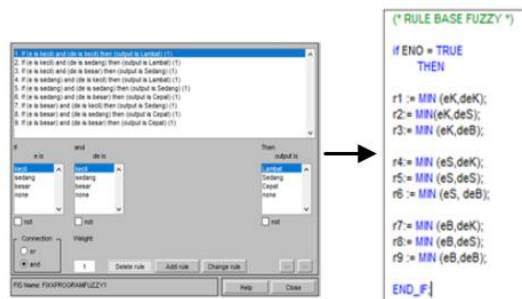 1. If (e is kecil) and (de is kecil) then (output is Lambat) (1)
2. If (e is kecil) and (de is sedang) then (output is Lambat) (1)
3. If (e is kecil) and (de is besar) then (output is Sedang) (1)
4. If (e is sedang) and (de is kecil) then (output is Lambat) (1)
5. If (e is sedang) and (de is sedang) then (output is Sedang) (1)
6. If (e is sedang) and (de is besar) then (output is Cepat) (1)
7. If (e is besar) and (de is kecil) then (output is Sedang) (1)
8. If (e is besar) and (de is sedang) then (output is Cepat) (1)
9. If (e is besar) and (de is besar) then (output is Cepat) (1)
If and Then
e is de is output is
kecil kecil Lambat
sedang sedang Sedang
besar besar Cepat
none none none
not not not
Connection Weight:
or
and 1 Delete rule Add rule Change rule << >>
FIS Name: FIXXPROGRAMFUZZY1 Help Close
(* RULE BASE FUZZY *)
if ENO = TRUE
THEN
r1 := MIN (eK,deK);
r2:= MIN(eK,deS);
r3:= MIN (eK,deB);
r4:= MIN (eS,deK);
r5:= MIN (eS,deS);
r6 := MIN (eS, deB);
r7:= MIN (eB,deK);
r8:= MIN (eB,deS);
r9 := MIN (eB,deB);
END_IF;